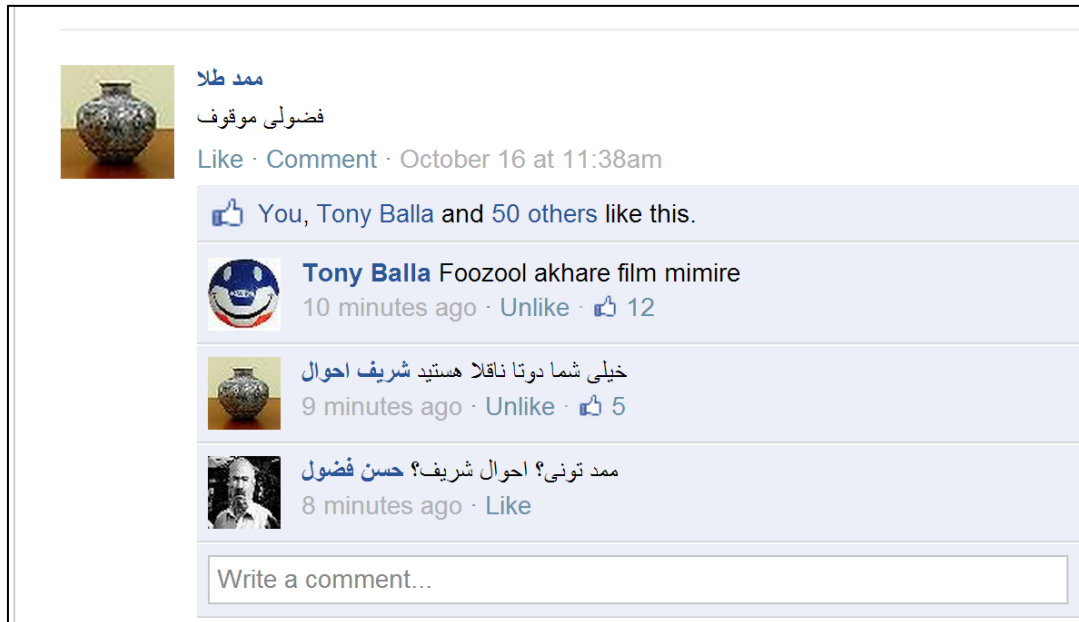 ممد طلا
فضولی موقوف
Like · Comment · October 16 at 11:38am
You, Tony Balla and 50 others like this.
Tony Balla Foozool akhare film mimire
10 minutes ago · Unlike · 12
شریف احوال خیلی شما دوتا ناقلا هستید
9 minutes ago · Unlike · 5
حسن فضول ممد تونی؟ احوال شریف؟
8 minutes ago · Like
Write a comment...